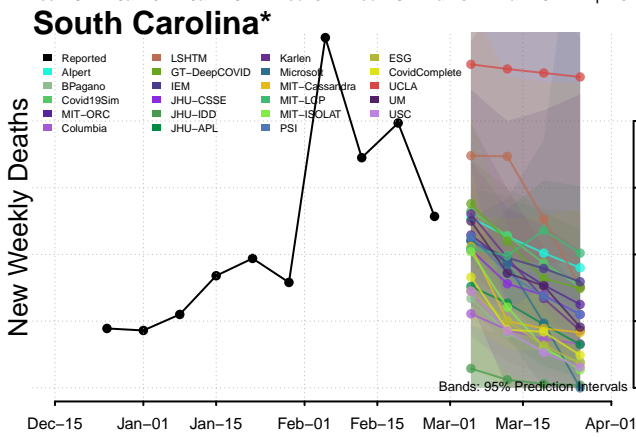 South Carolina*
Reported
Alpert
BPagano
Covid19Sim
MIT−ORC
Columbia
LSHTM
GT−DeepCOVID
IEM
JHU−CSSE
JHU−IDD
JHU−APL
Karlen
Microsoft
MIT−Cassandra
MIT−LCP
MIT−ISOLAT
PSI
ESG
CovidComplete
UCLA
UM
USC
New Weekly Deaths
Bands: 95% Prediction Intervals
Dec−15
Jan−01
Jan−15
Feb−01
Feb−15
Mar−01
Mar−15
Apr−01